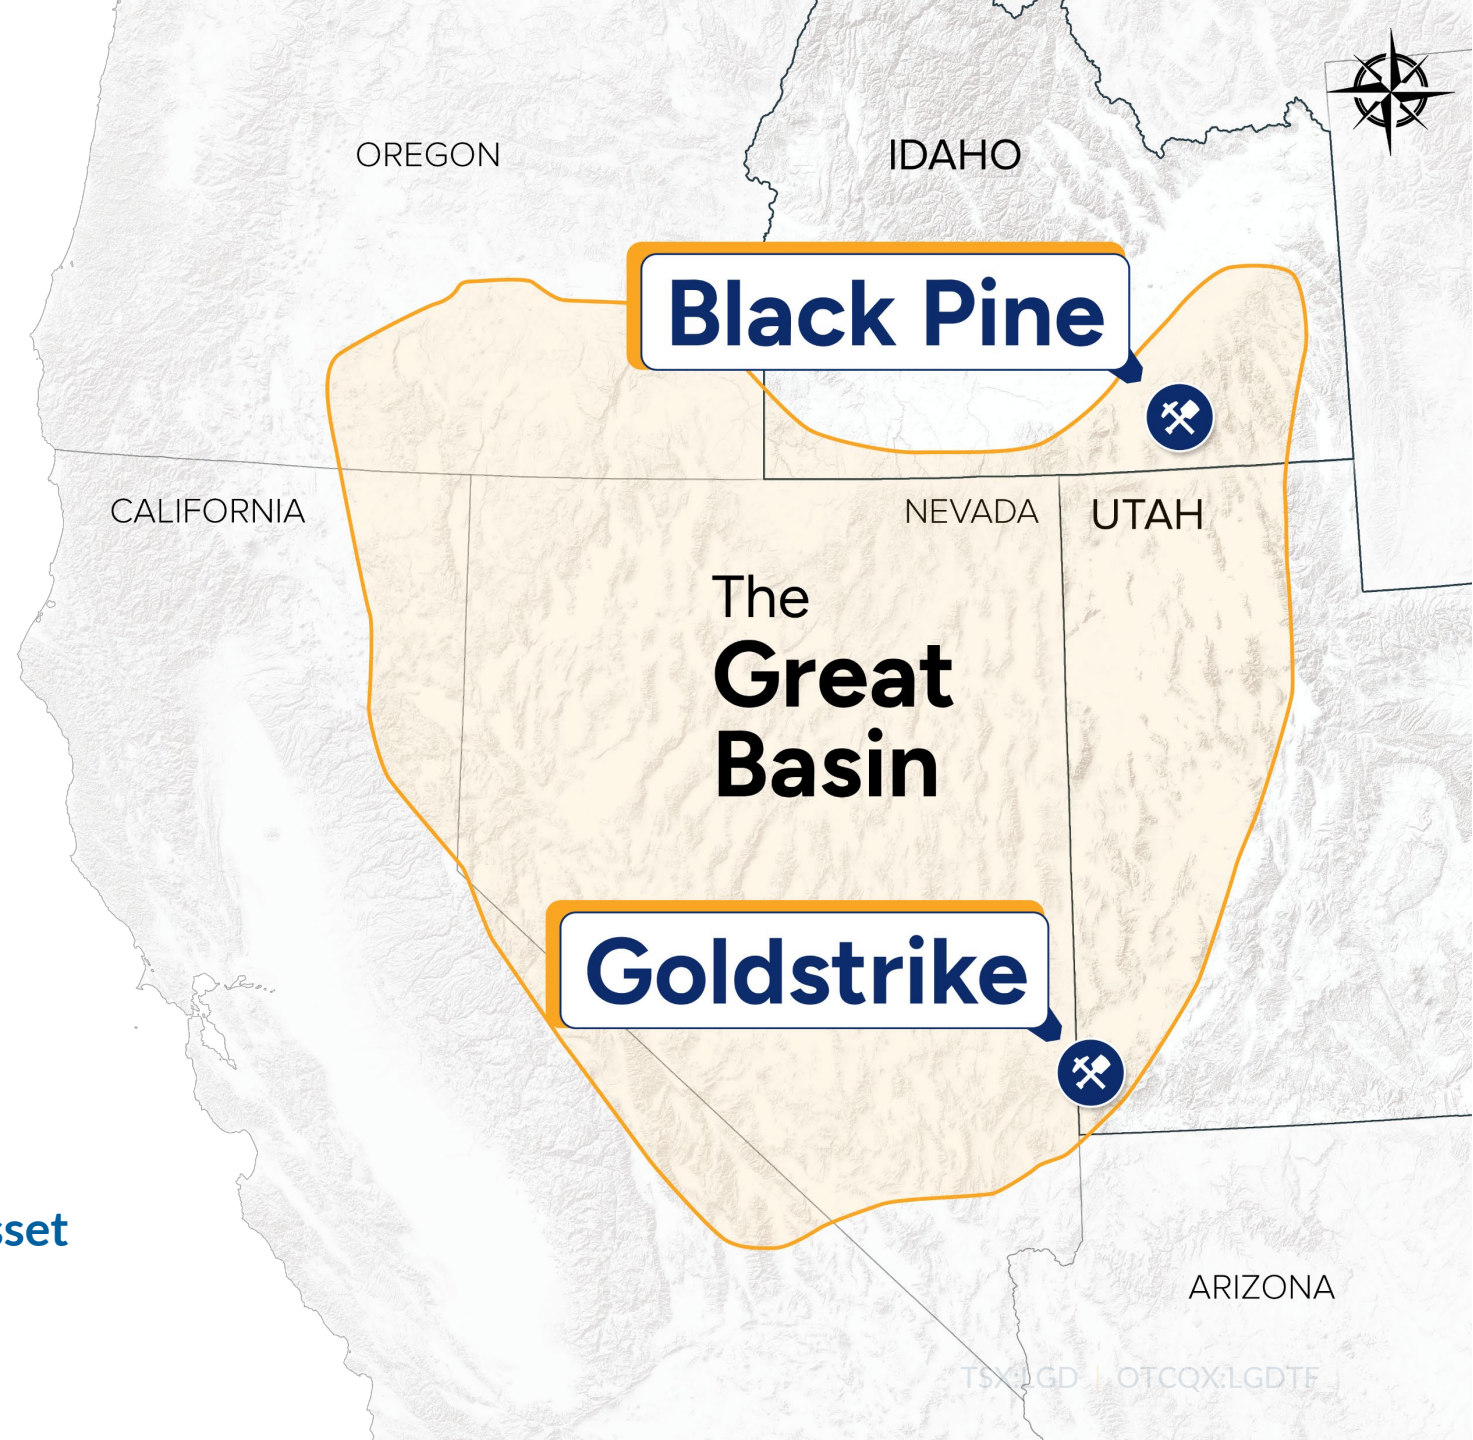 OREGON
IDAHO
Black Pine
CALIFORNIA
NEVADA
UTAH
The
Great
Basin
Goldstrike
sset
ARIZONA
TSX:LGD | OTCQX:LGDTF